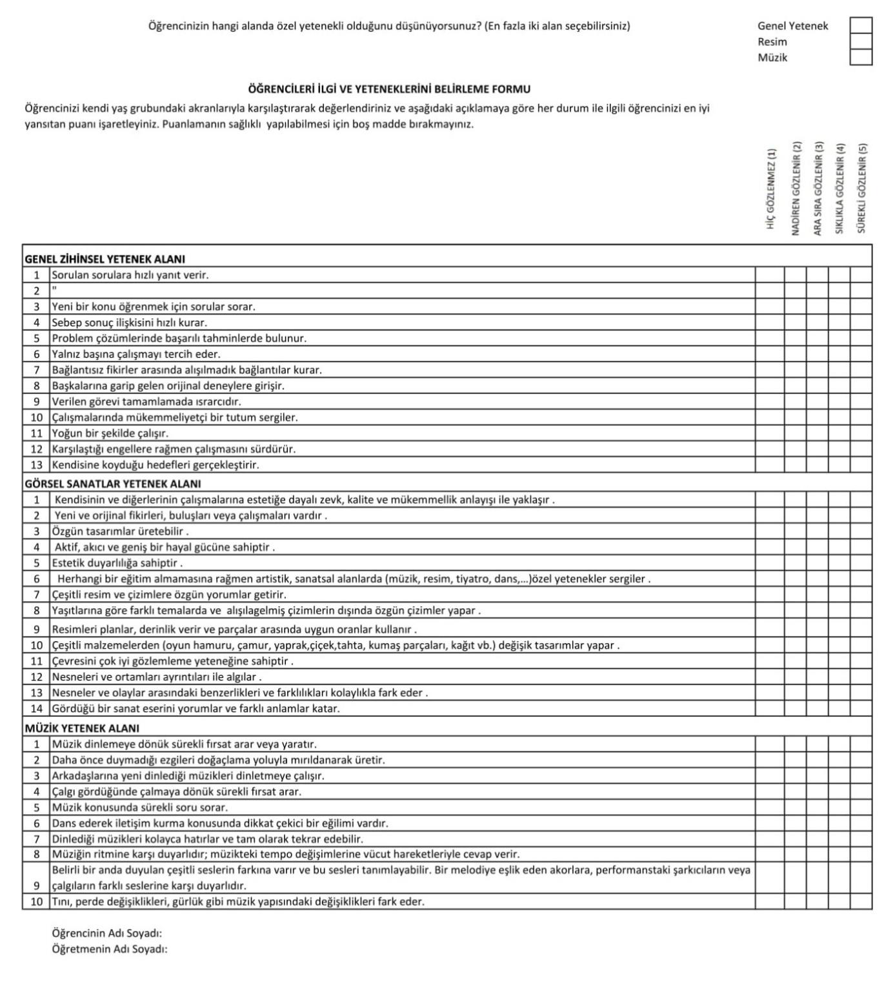 Öğrencinizin hangi alanda özel yetenekli olduğunu düşünüyorsunuz? (En fazla iki alan seçebilirsiniz)
Genel Yetenek
Resim
Müzik
ÖĞRENCİLERİ İLGİ VE YETENEKLERİNİ BELİRLEME FORMU
Öğrencinizi kendi yaş grubundaki akranlarıyla karşılaştırarak değerlendiriniz ve aşağıdaki açıklamaya göre her durum ile ilgili öğrencinizi en iyi
yansıtan puanı işaretleyiniz. Puanlamanın sağlıklı yapılabilmesi için boş madde bırakmayınız.
HİÇ GÖZLENMEZ (1)
NADİREN GÖZLENİR (2)
ARA SIRA GÖZLENİR (3)
SIKLIKLA GÖZLENİR (4)
SÜREKLİ GÖZLENİR (5)
GENEL ZİHİNSEL YETENEK ALANI
1 Sorulan sorulara hızlı yanıt verir.
2 "
3 Yeni bir konu öğrenmek için sorular sorar.
4 Sebep sonuç ilişkisini hızlı kurar.
5 Problem çözümlerinde başarılı tahminlerde bulunur.
6 Yalnız başına çalışmayı tercih eder.
7 Bağlantısız fikirler arasında alışılmadık bağlantılar kurar.
8 Başkalarına garip gelen orijinal deneylere girişir.
9 Verilen görevi tamamlamada ısrarcıdır.
10 Çalışmalarında mükemmeliyetçi bir tutum sergiler.
11 Yoğun bir şekilde çalışır.
12 Karşılaştığı engellere rağmen çalışmasını sürdürür.
13 Kendisine koyduğu hedefleri gerçekleştirir.
GÖRSEL SANATLAR YETENEK ALANI
1 Kendisinin ve diğerlerinin çalışmalarına estetiğe dayalı zevk, kalite ve mükemmellik anlayışı ile yaklaşır .
2 Yeni ve orijinal fikirleri, buluşları veya çalışmaları vardır .
3 Özgün tasarımlar üretebilir .
4 Aktif, akıcı ve geniş bir hayal gücüne sahiptir .
5 Estetik duyarlılığa sahiptir .
6 Herhangi bir eğitim almamasına rağmen artistik, sanatsal alanlarda (müzik, resim, tiyatro, dans,...)özel yetenekler sergiler .
7 Çeşitli resim ve çizimlere özgün yorumlar getirir.
8 Yaşıtlarına göre farklı temalarda ve alışılagelmiş çizimlerin dışında özgün çizimler yapar .
9 Resimleri planlar, derinlik verir ve parçalar arasında uygun oranlar kullanır .
10 Çeşitli malzemelerden (oyun hamuru, çamur, yaprak,çiçek,tahta, kumaş parçaları, kağıt vb.) değişik tasarımlar yapar .
11 Çevresini çok iyi gözlemleme yeteneğine sahiptir .
12 Nesneleri ve ortamları ayrıntıları ile algılar .
13 Nesneler ve olaylar arasındaki benzerlikleri ve farklılıkları kolaylıkla fark eder .
14 Gördüğü bir sanat eserini yorumlar ve farklı anlamlar katar.
MÜZİK YETENEK ALANI
1 Müzik dinlemeye dönük sürekli fırsat arar veya yaratır.
2 Daha önce duymadığı ezgileri doğaçlama yoluyla mırıldanarak üretir.
3 Arkadaşlarına yeni dinlediği müzikleri dinletmeye çalışır.
4 Çalgı gördüğünde çalmaya dönük sürekli fırsat arar.
5 Müzik konusunda sürekli soru sorar.
6 Dans ederek iletişim kurma konusunda dikkat çekici bir eğilimi vardır.
7 Dinlediği müzikleri kolayca hatırlar ve tam olarak tekrar edebilir.
8 Müziğin ritmine karşı duyarlıdır; müzikteki tempo değişimlerine vücut hareketleriyle cevap verir.
Belirli bir anda duyulan çeşitli seslerin farkına varır ve bu sesleri tanımlayabilir. Bir melodiye eşlik eden akorlara, performanstaki şarkıcıların veya
9 çalgıların farklı seslerine karşı duyarlıdır.
10 Tını, perde değişiklikleri, gürlük gibi müzik yapısındaki değişiklikleri fark eder.
Öğrencinin Adı Soyadı:
Öğretmenin Adı Soyadı: